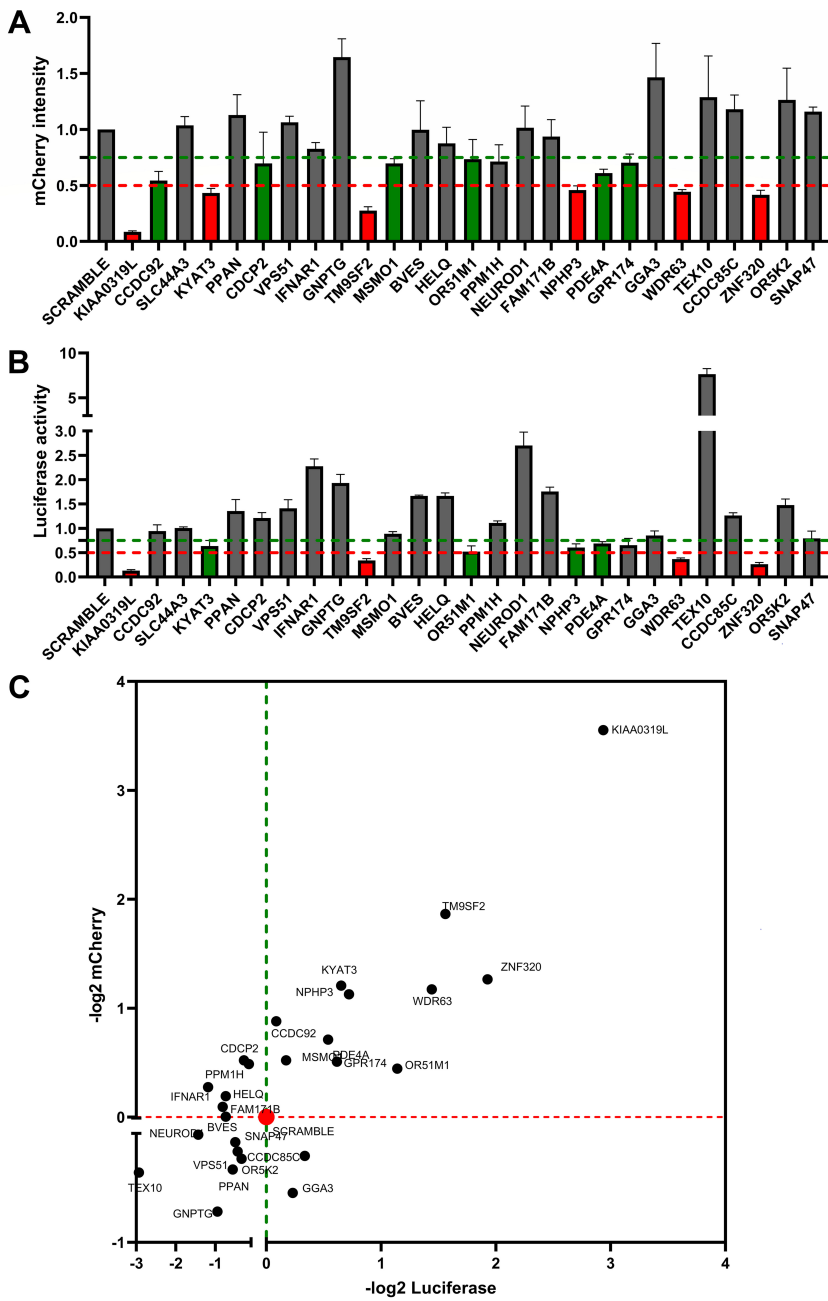 A
mCherry intensity
2.0
1.5
1.0
0.5
0.0
SCRAMBLE
KIAA0319L
CCDC92
SLC44A3
KYAT3
PPAN
CDCP2
VPS51
IFNAR1
GNPTG
TM9SF2
MSMO1
BVES
HELQ
OR51M1
PPM1H
NEUROD1
FAM171B
NPHP3
PDE4A
GPR174
GGA3
WDR63
TEX10
CCDC85C
ZNF320
OR5K2
SNAP47
B
Luciferase activity
10
5
3.0
2.0
1.5
1.0
0.5
0.0
SCRAMBLE
KIAA0319L
CCDC92
SLC44A3
KYAT3
PPAN
CDCP2
VPS51
IFNAR1
GNPTG
TM9SF2
MSMO1
BVES
HELQ
OR51M1
PPM1H
NEUROD1
FAM171B
NPHP3
PDE4A
GPR174
GGA3
WDR63
TEX10
CCDC85C
ZNF320
OR5K2
SNAP47
C
-log2 mCherry
4
3
2
1
0
-1
KIAA0319L
TM9SF2
ZNF320
KYAT3
NPHP3
WDR63
CCDC92
CDCP2
MSMO1
PDE4A
GPR174
OR51M1
PPM1H
IFNAR1
HELQ
FAM171B
BVES
NEUROD1
SCRAMBLE
SNAP47
VPS51
CCDC85C
OR5K2
TEX10
PPAN
GGA3
GNPTG
-3 -2 -1 0 1 2 3 4
-log2 Luciferase